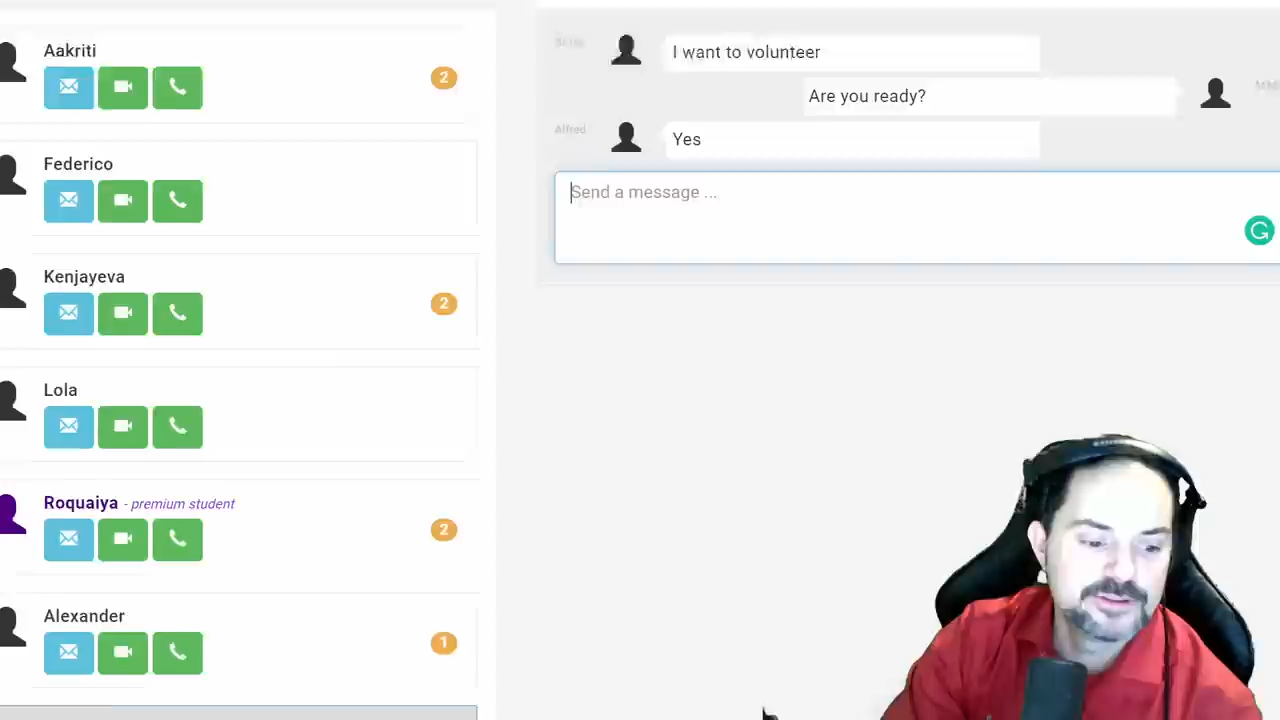 Aakriti
2
Federico
Kenjayeva
2
Lola
Roquaiya - premium student
2
Alexander
1
I want to volunteer
Are you ready?
Alfred
Yes
Send a message ...